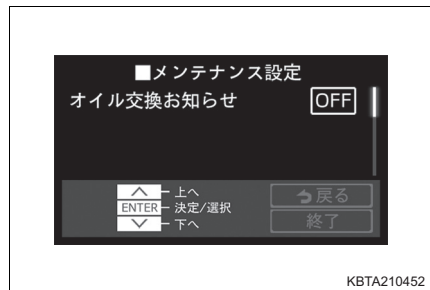 ■メンテナンス設定
オイル交換お知らせ OFF
上へ
ENTER 決定/選択
下へ
戻る
終了
KBTA210452